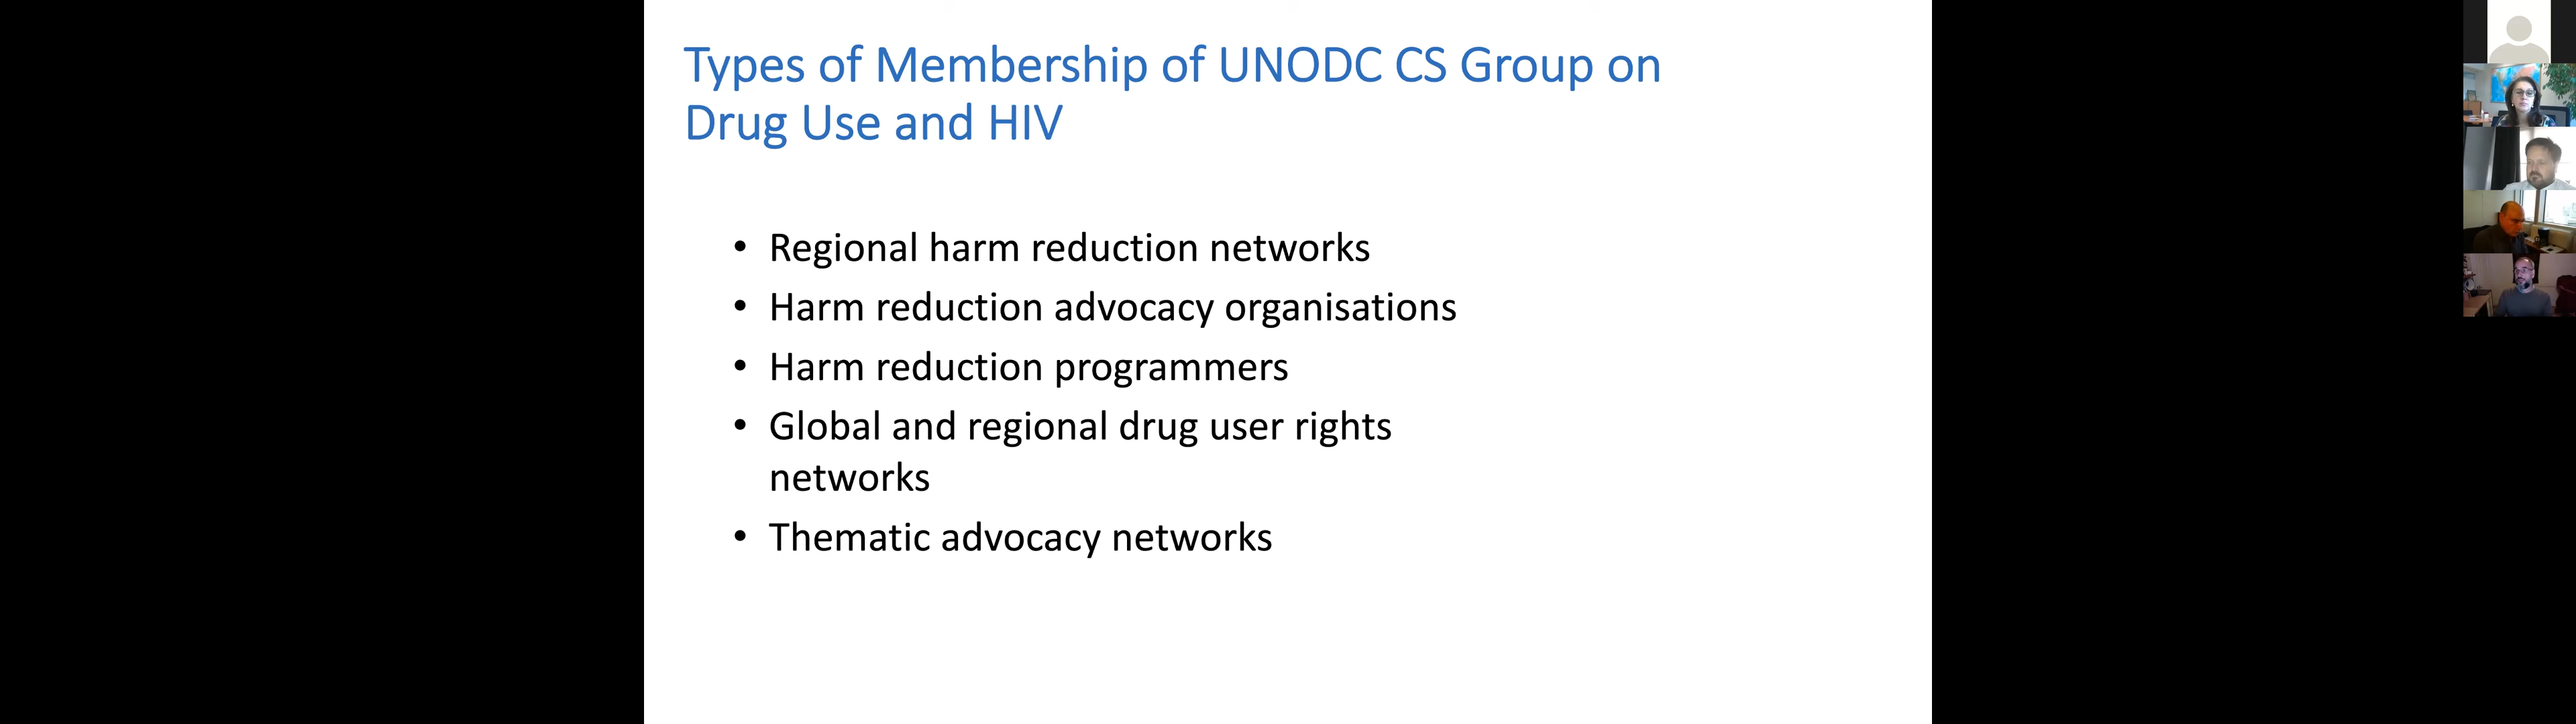 Types of Membership of UNODC CS Group on
Drug Use and HIV
• Regional harm reduction networks
• Harm reduction advocacy organisations
• Harm reduction programmers
• Global and regional drug user rights
networks
• Thematic advocacy networks